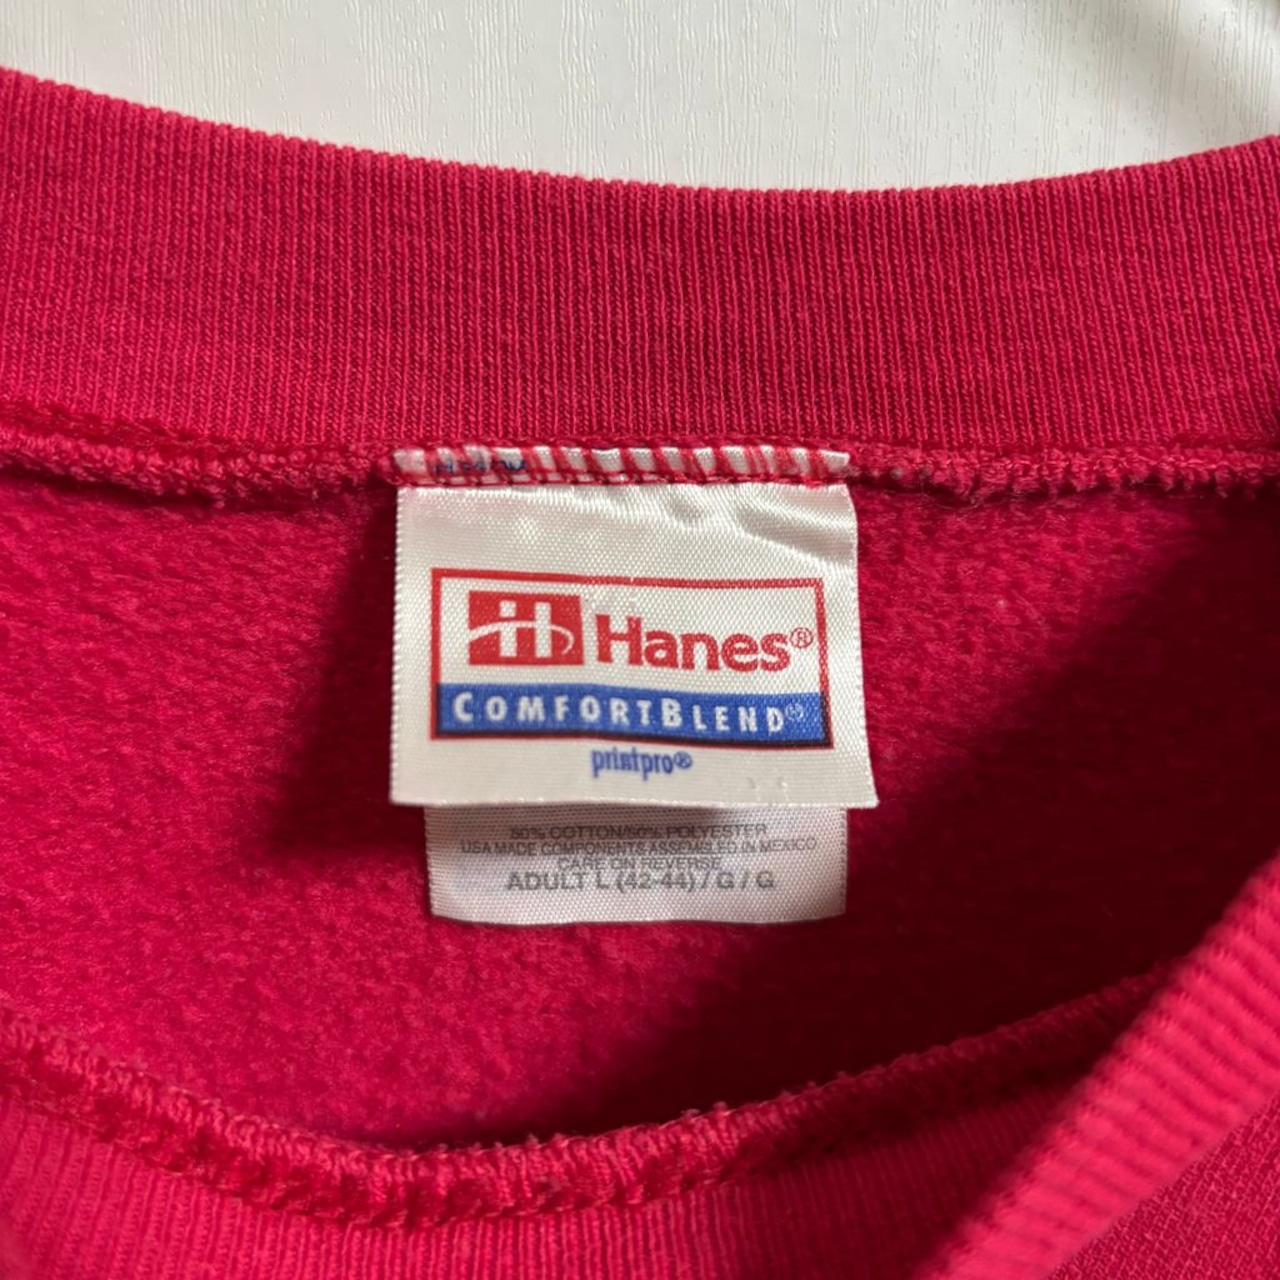 Hanes®
COMFORTBLEND®
printpro®
50% COTTON/50% POLYESTER
USA MADE COMPONENTS ASSEMBLED IN MEXICO
CARE ON REVERSE
ADULT L (42-44) / G / G